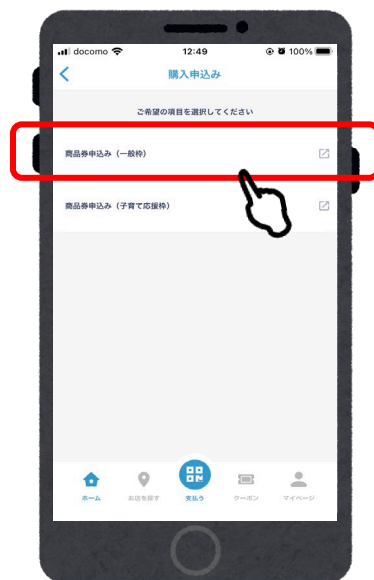 docomo 12:49 100%
購入申込み
ご希望の項目を選択してください
商品券申込み（一般枠）
商品券申込み（子育て応援枠）
ホーム お店を探す 支払う クーポン マイページ